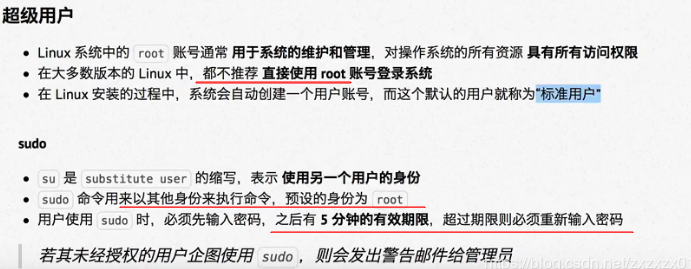 超级用户
Linux 系统中的 root 账号通常 用于系统的维护和管理，对操作系统的所有资源 具有所有访问权限
在大多数版本的 Linux 中，都不推荐 直接使用 root 账号登录系统
在 Linux 安装的过程中，系统会自动创建一个用户账号，而这个默认的用户就称为“标准用户”
sudo
su 是 substitute user 的缩写，表示 使用另一个用户的身份
sudo 命令用来以其他身份来执行命令，预设的身份为 root
用户使用 sudo 时，必须先输入密码，之后有 5 分钟的有效期限，超过期限则必须重新输入密码
若其未经授权的用户企图使用 sudo，则会发出警告邮件给管理员
https://blog.csdn.net/zxzxzx0